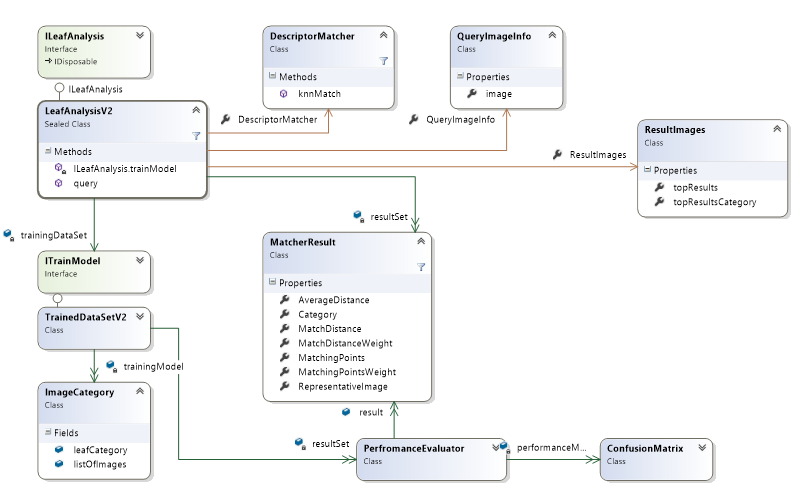 ILeafAnalysis
Interface
IDisposable
ILeafAnalysis
LeafAnalysisV2
Sealed Class
Methods
ILeafAnalysis.trainModel
query
DescriptorMatcher
Class
Methods
knnMatch
DescriptorMatcher
QueryImageInfo
Class
Properties
image
QueryImageInfo
ResultImages
ResultImages
Class
Properties
topResults
topResultsCategory
trainingDataSet
resultSet
ITrainModel
Interface
TrainedDataSetV2
Class
trainingModel
ImageCategory
Class
Fields
leafCategory
listOfImages
MatcherResult
Class
Properties
AverageDistance
Category
MatchDistance
MatchDistanceWeight
MatchingPoints
MatchingPointsWeight
RepresentativeImage
result
resultSet
PerfromanceEvaluator
Class
performanceM...
ConfusionMatrix
Class